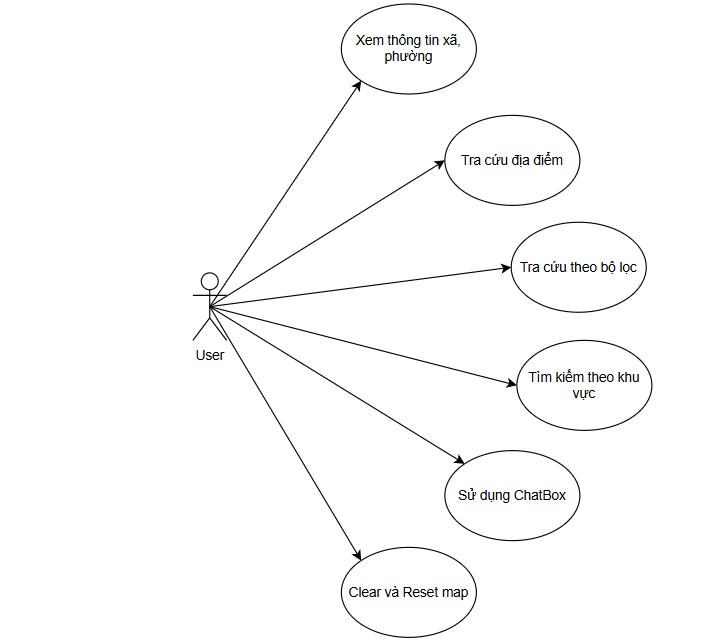 Xem thông tin xã,
phường
Tra cứu địa điểm
Tra cứu theo bộ lọc
User
Tìm kiếm theo khu
vực
Sử dụng ChatBox
Clear và Reset map